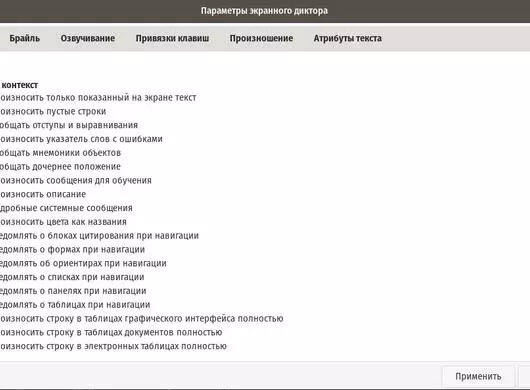 Параметры экранного диктора
Брайль Озвучивание Привязки клавиш Произношение Атрибуты текста
контекст
оизносить только показанный на экране текст
оизносить пустые строки
общать отступы и выравнивания
оизносить указатель слов с ошибками
общать мнемоники объектов
общать дочернее положение
оизносить сообщения для обучения
оизносить описание
дробные системные сообщения
оизносить цвета как названия
едомлять о блоках цитирования при навигации
едомлять о формах при навигации
едомлять об ориентирах при навигации
едомлять о списках при навигации
едомлять о панелях при навигации
едомлять о таблицах при навигации
оизносить строку в таблицах графического интерфейса полностью
оизносить строку в таблицах документов полностью
оизносить строку в электронных таблицах полностью
Применить